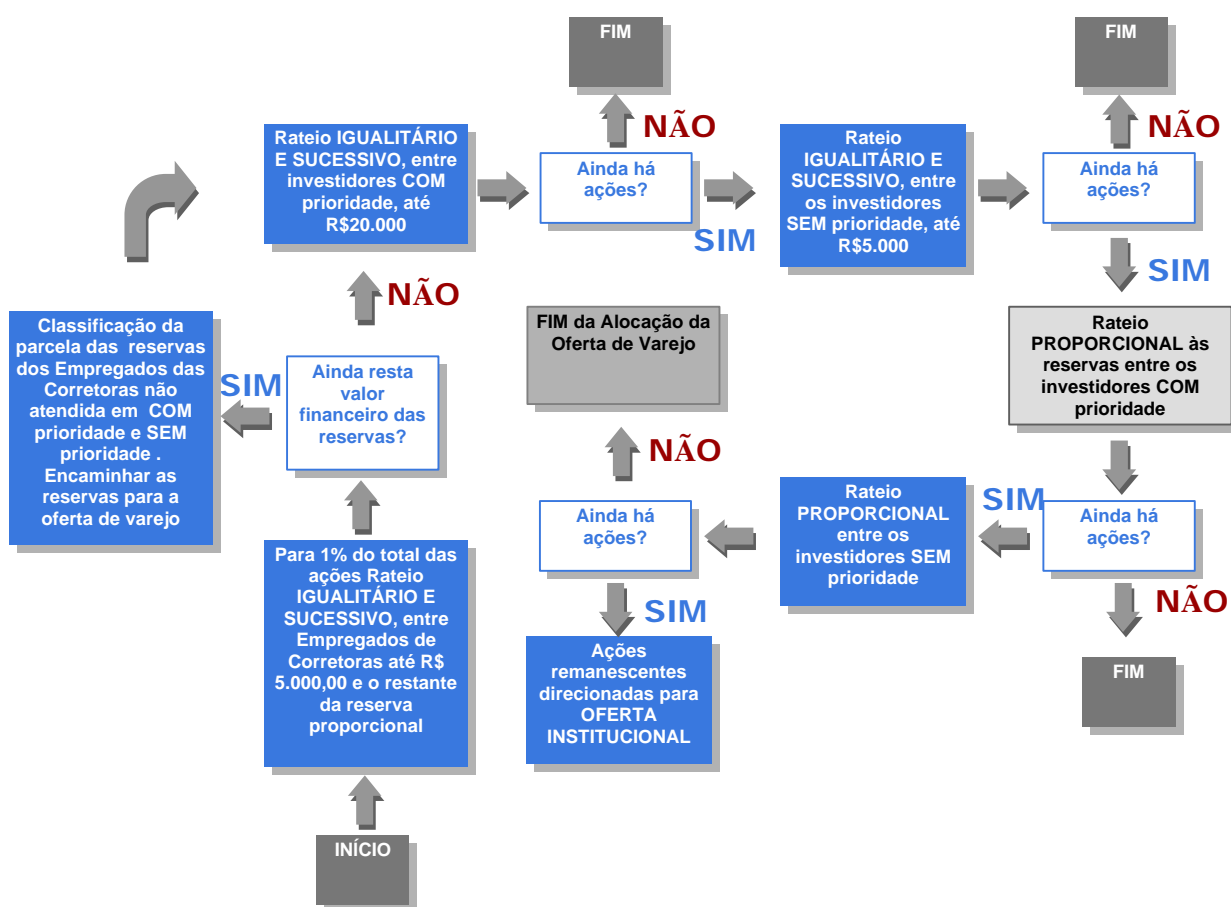 FIM
FIM
NÃO
NÃO
Rateio IGUALITÁRIO
E SUCESSIVO, entre
investidores COM
prioridade, até
R$20.000
Ainda há
ações?
SIM
Rateio
IGUALITÁRIO E
SUCESSIVO, entre
os investidores
SEM prioridade, até
R$5.000
Ainda há
ações?
SIM
NÃO
Classificação da
parcela das reservas
dos Empregados das
Corretoras não
atendida em COM
prioridade e SEM
prioridade .
Encaminhar as
reservas para a
oferta de varejo
SIM
Ainda resta
valor
financeiro das
reservas?
FIM da Alocação da
Oferta de Varejo
NÃO
Rateio
PROPORCIONAL às
reservas entre os
investidores COM
prioridade
Ainda há
ações?
SIM
Rateio
PROPORCIONAL
entre os
investidores SEM
prioridade
SIM
Ainda há
ações?
NÃO
Para 1% do total das
ações Rateio
IGUALITÁRIO E
SUCESSIVO, entre
Empregados de
Corretoras até R$
5.000,00 e o restante
da reserva
proporcional
Ações
remanescentes
direcionadas para
OFERTA
INSTITUCIONAL
FIM
INÍCIO